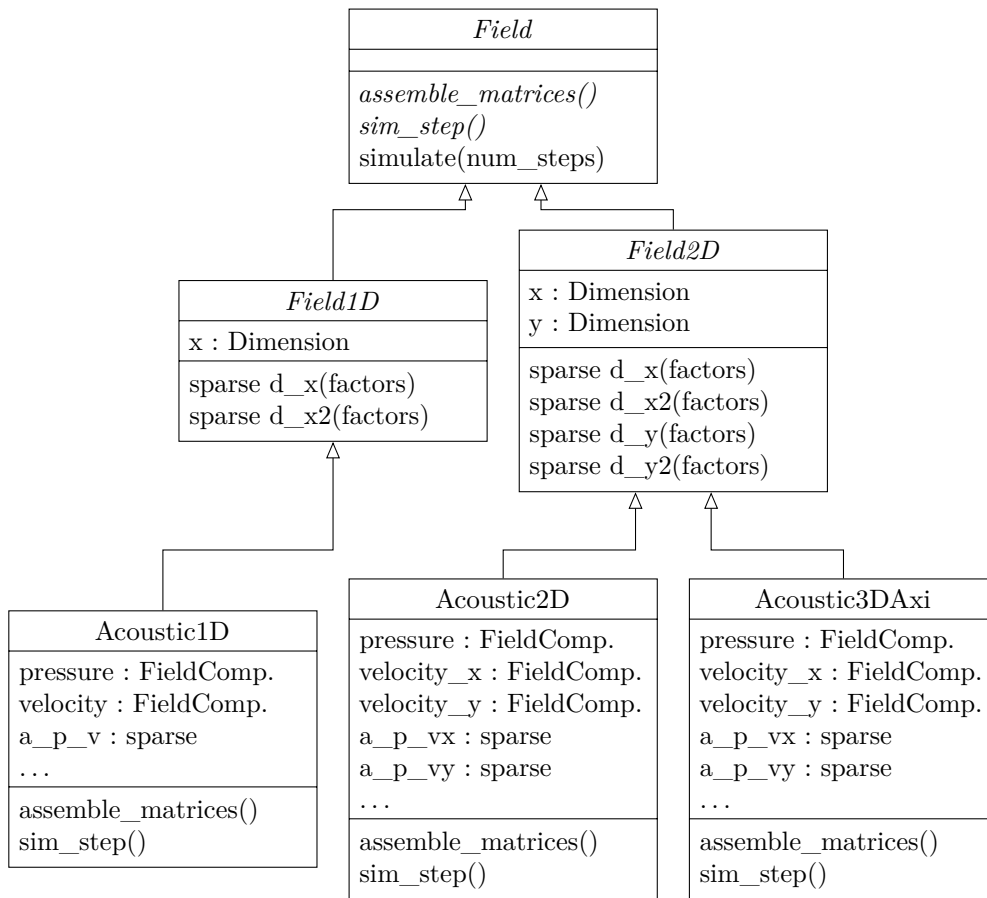 Field
assemble_matrices()
sim_step()
simulate(num_steps)
Field1D
x : Dimension
sparse d_x(factors)
sparse d_x2(factors)
Field2D
x : Dimension
y : Dimension
sparse d_x(factors)
sparse d_x2(factors)
sparse d_y(factors)
sparse d_y2(factors)
Acoustic1D
pressure : FieldComp.
velocity : FieldComp.
a_p_v : sparse
...
assemble_matrices()
sim_step()
Acoustic2D
pressure : FieldComp.
velocity_x : FieldComp.
velocity_y : FieldComp.
a_p_vx : sparse
a_p_vy : sparse
...
assemble_matrices()
sim_step()
Acoustic3DAxi
pressure : FieldComp.
velocity_x : FieldComp.
velocity_y : FieldComp.
a_p_vx : sparse
a_p_vy : sparse
...
assemble_matrices()
sim_step()